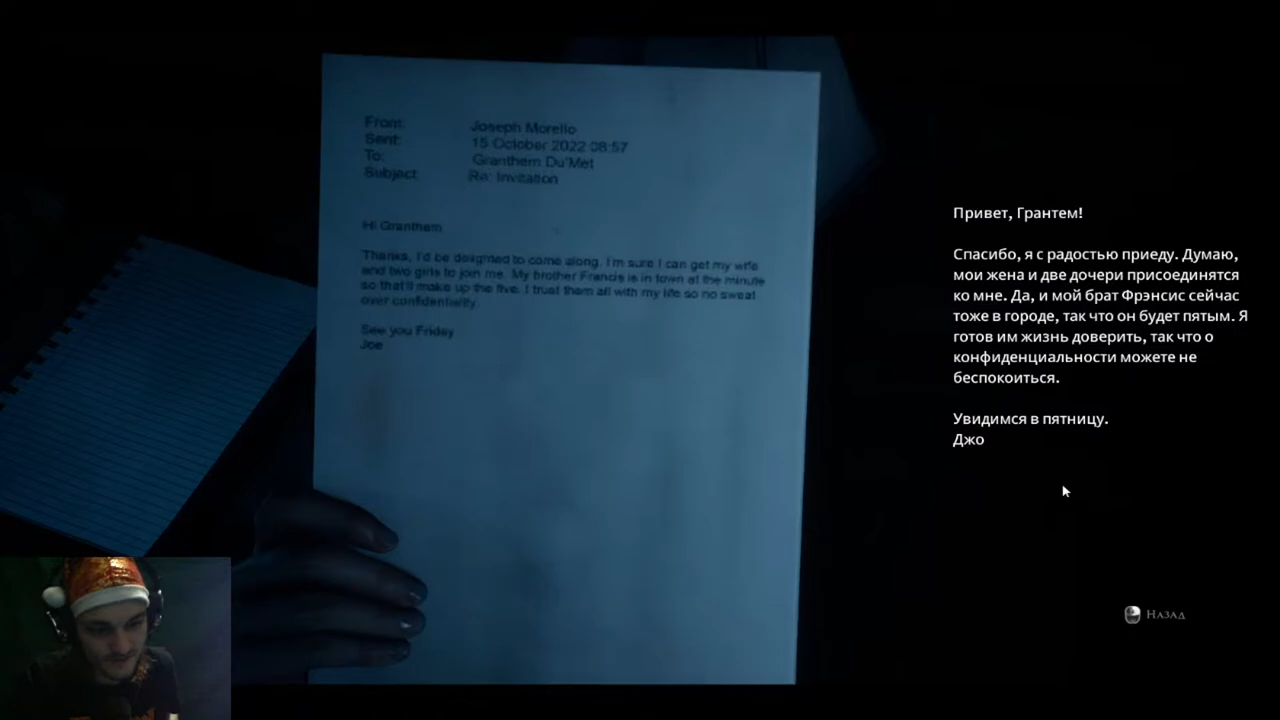 From:
Joseph Morello
Sent:
15 October 2022 08:57
To:
Granthem Du'Met
Subject:
Re: Invitation
Hi Granthem
Thanks, I'd be delighted to come along. I'm sure I can get my wife
and two girls to join me. My brother Francis is in town at the minute
so that'll make up the five. I trust them all with my life so no sweat
over confidentiality.
See you Friday
Joe
Привет, Грантем!
Спасибо, я с радостью приеду. Думаю,
мои жена и две дочери присоединятся
ко мне. Да, и мой брат Фрэнсис сейчас
тоже в городе, так что он будет пятым. Я
готов им жизнь доверить, так что о
конфиденциальности можете не
беспокоиться.
Увидимся в пятницу.
Джо
Назад